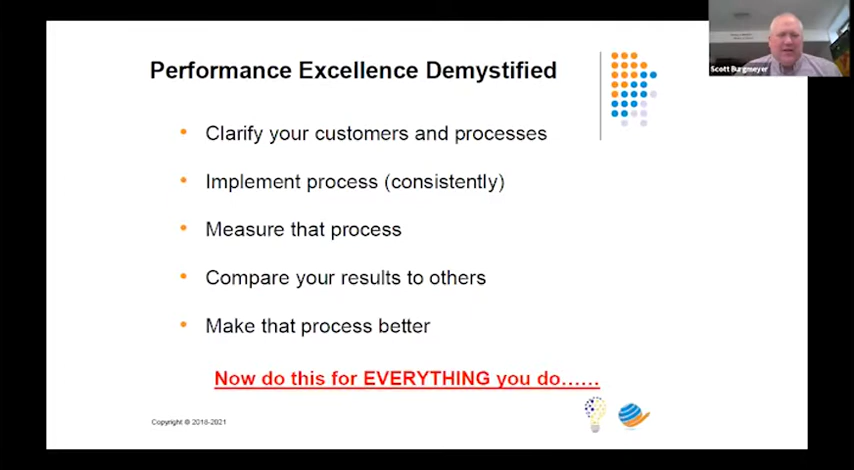 Performance Excellence Demystified
Scott Burgmeyer
Clarify your customers and processes
Implement process (consistently)
Measure that process
Compare your results to others
Make that process better
Now do this for EVERYTHING you do......
Copyright © 2018-2021